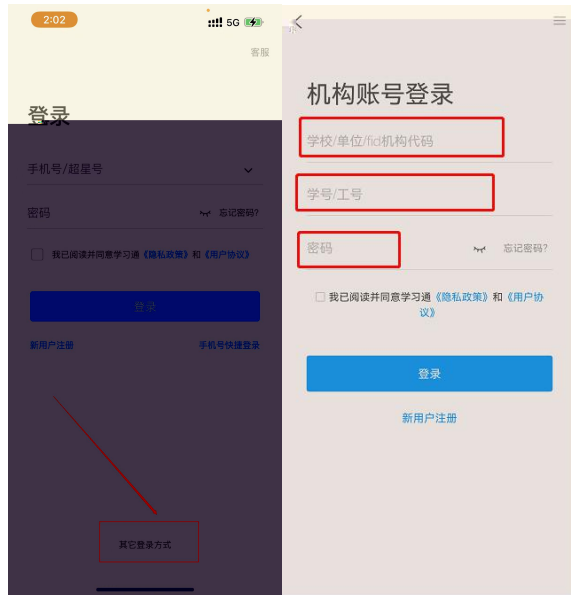 2:02
5G
客服
登录
手机号/超星号
密码
忘记密码?
我已阅读并同意学习通《隐私政策》和《用户协议》
登录
新用户注册
手机号快捷登录
其它登录方式
机构账号登录
学校/单位/fid机构代码
学号/工号
密码
忘记密码?
我已阅读并同意学习通《隐私政策》和《用户协
议》
登录
新用户注册